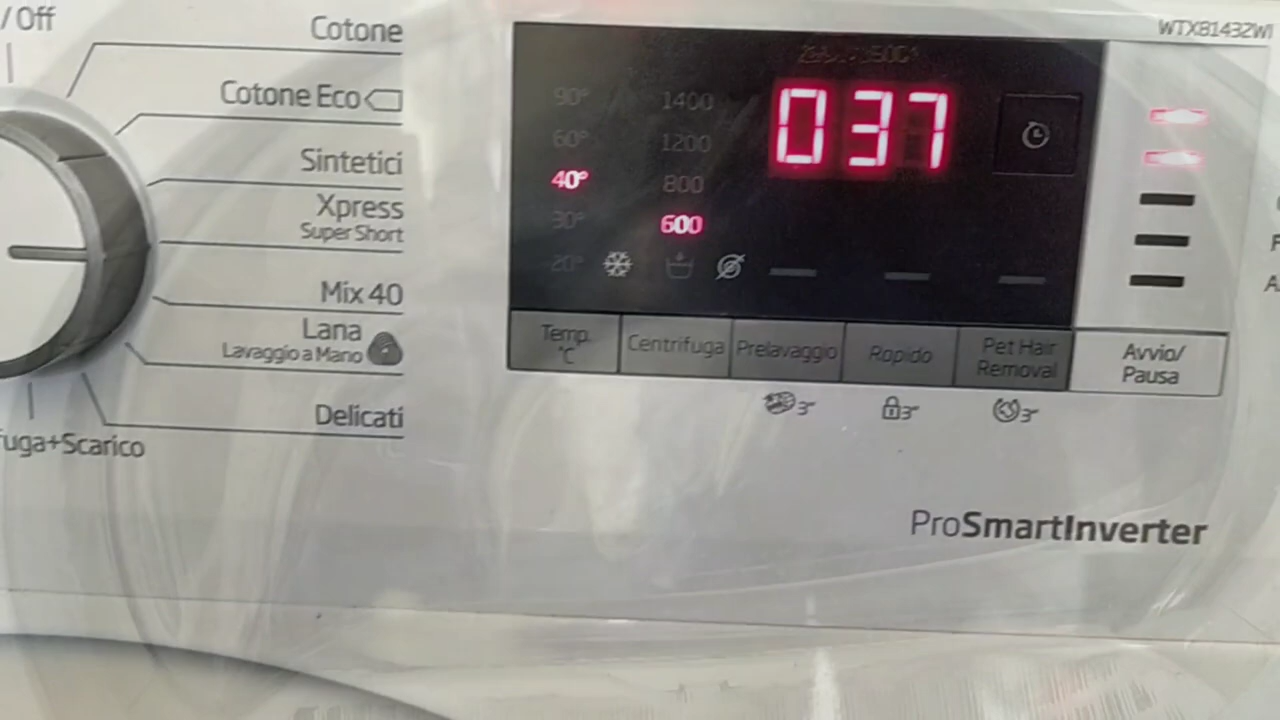 /Off
Cotone
Cotone Eco
Sintetici
Xpress
Super Short
Mix 40
Lana
Lavaggio a Mano
Delicati
fuga+Scarico
90° 1400
60° 1200
40° 800
30° 600
20°
037
Temp.
°C
Centrifuga
Prelavaggio
Rapido
Pet Hair
Removal
Avvio/
Pausa
3"
3"
3"
ProSmartInverter